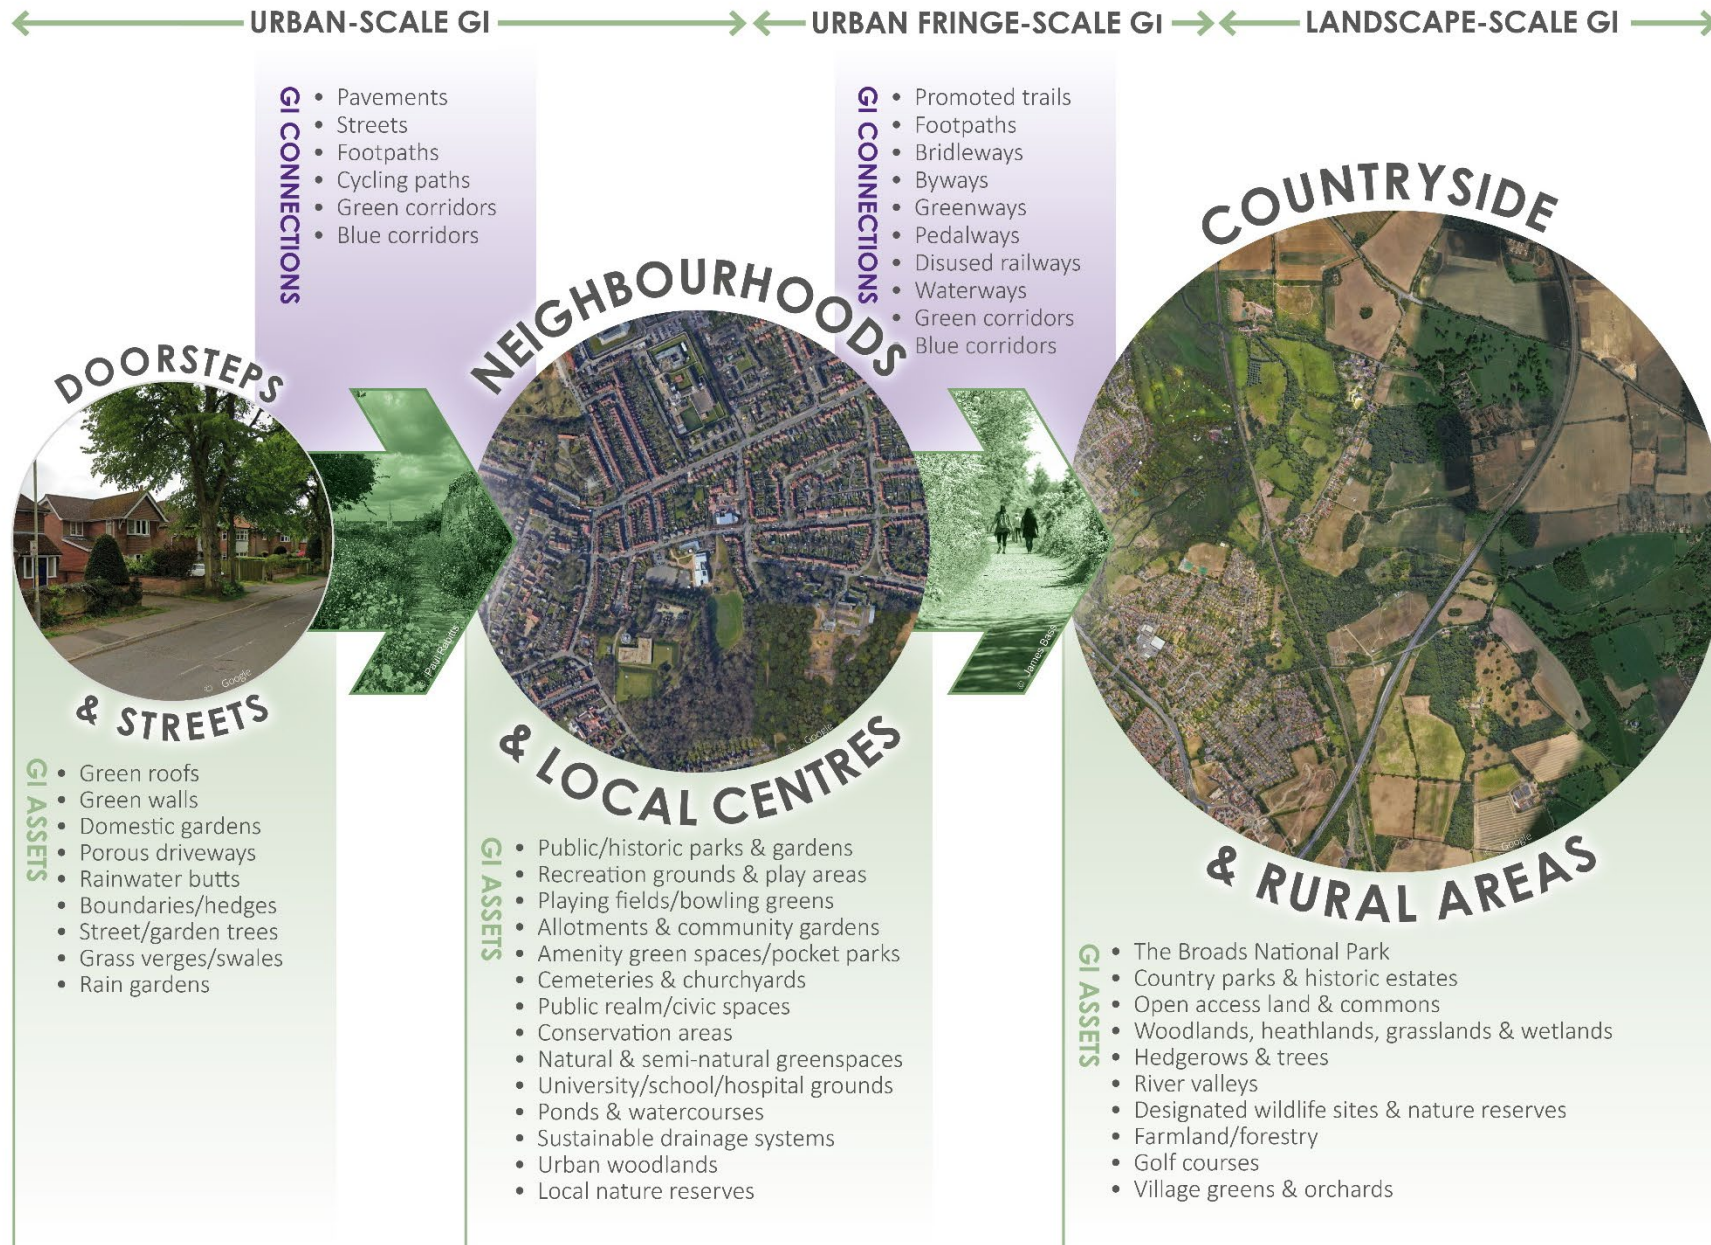 URBAN-SCALE GI
URBAN FRINGE-SCALE GI
LANDSCAPE-SCALE GI
GI CONNECTIONS
• Pavements
• Streets
• Footpaths
• Cycling paths
• Green corridors
• Blue corridors
GI CONNECTIONS
• Promoted trails
• Footpaths
• Bridleways
• Byways
• Greenways
• Pedalways
• Disused railways
• Waterways
• Green corridors
• Blue corridors
DOORSTEPS
& STREETS
© Google
© Paul Rabbitts
GI ASSETS
• Green roofs
• Green walls
• Domestic gardens
• Porous driveways
• Rainwater butts
• Boundaries/hedges
• Street/garden trees
• Grass verges/swales
• Rain gardens
NEIGHBOURHOODS
& LOCAL CENTRES
© Google
© James Bass
GI ASSETS
• Public/historic parks & gardens
• Recreation grounds & play areas
• Playing fields/bowling greens
• Allotments & community gardens
• Amenity green spaces/pocket parks
• Cemeteries & churchyards
• Public realm/civic spaces
• Conservation areas
• Natural & semi-natural greenspaces
• University/school/hospital grounds
• Ponds & watercourses
• Sustainable drainage systems
• Urban woodlands
• Local nature reserves
COUNTRYSIDE
& RURAL AREAS
© Google
GI ASSETS
• The Broads National Park
• Country parks & historic estates
• Open access land & commons
• Woodlands, heathlands, grasslands & wetlands
• Hedgerows & trees
• River valleys
• Designated wildlife sites & nature reserves
• Farmland/forestry
• Golf courses
• Village greens & orchards